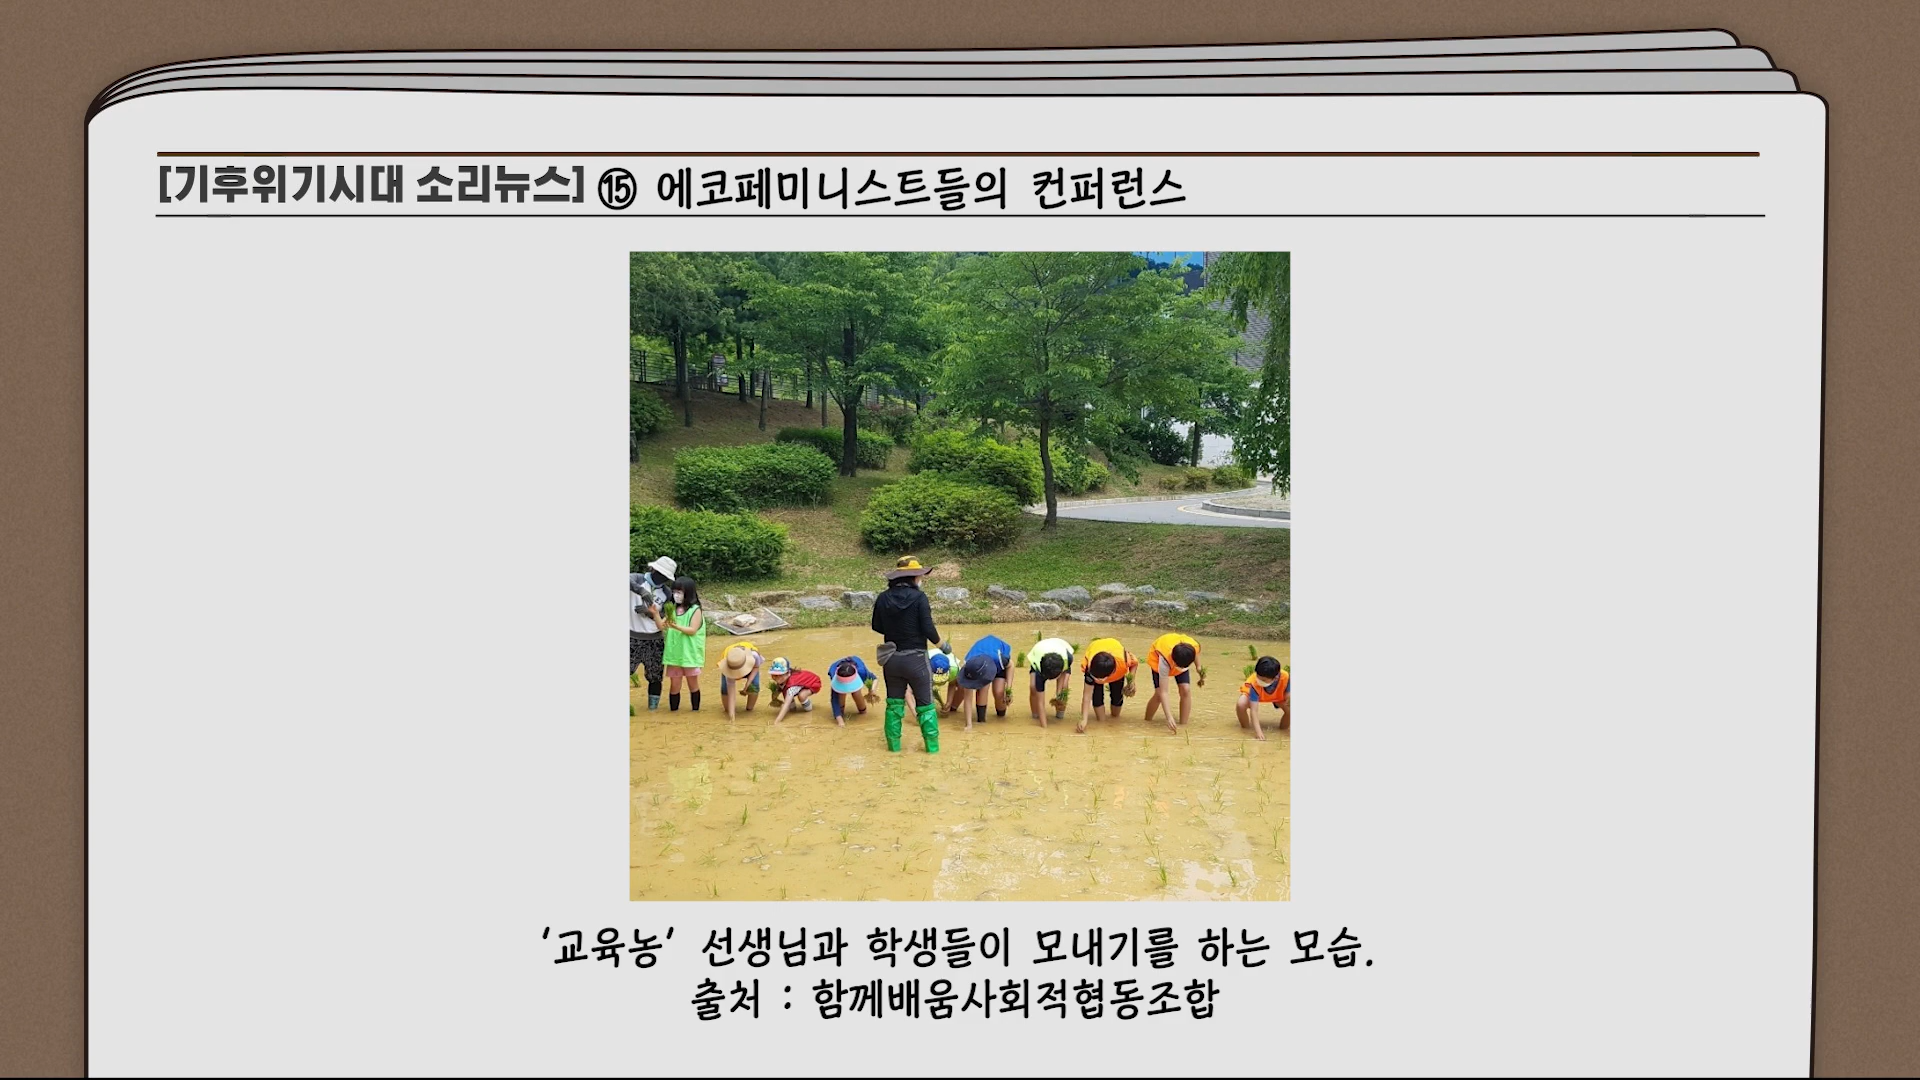 [기후위기시대 소리뉴스] ⑮ 에코페미니스트들의 컨퍼런스
'교육농' 선생님과 학생들이 모내기를 하는 모습.
출처 : 함께배움사회적협동조합